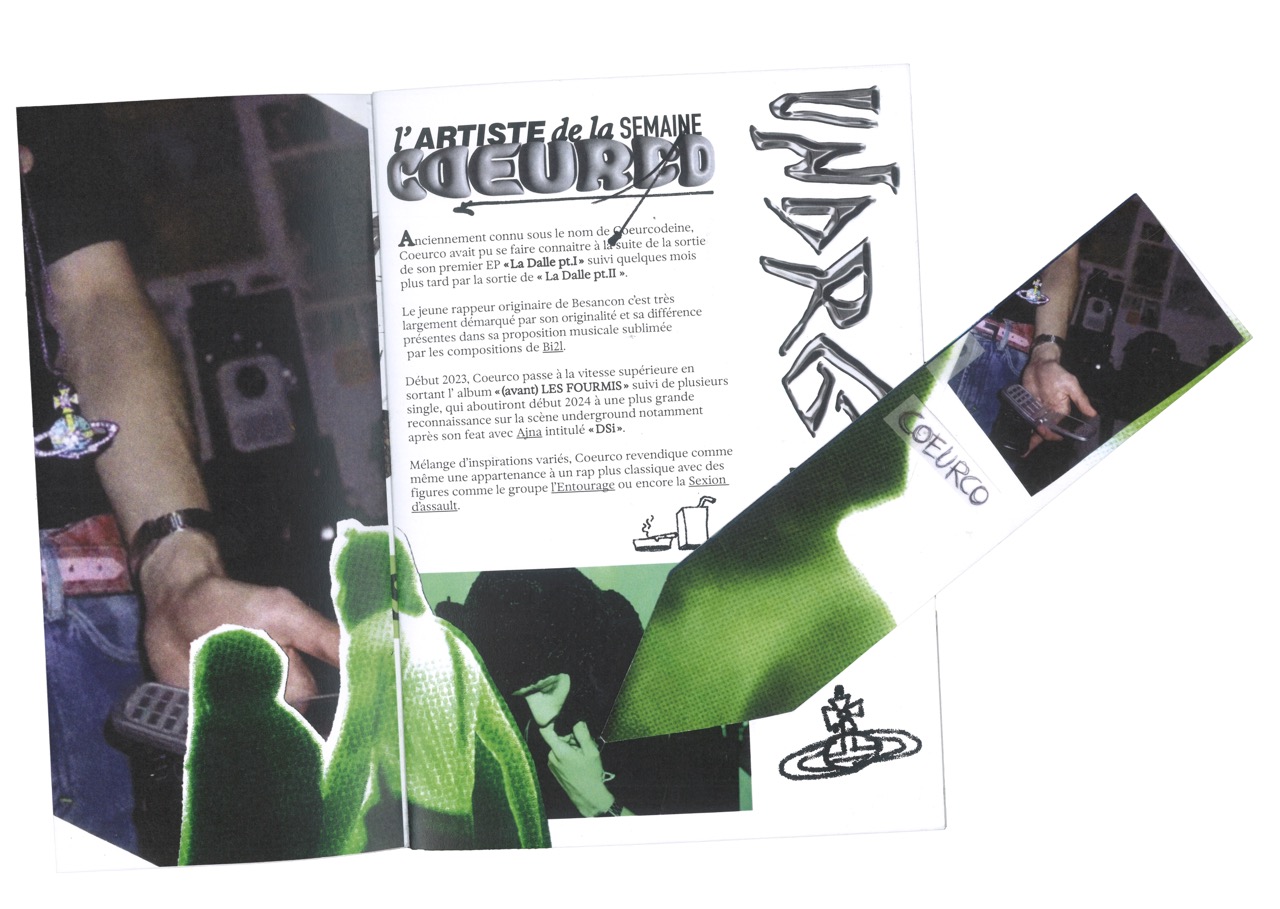 l'ARTISTE de la SEMAINE
COEURCO
Anciennement connu sous le nom de Coeurcodeine,
Coeurco avait pu se faire connaitre à la suite de la sortie
de son premier EP « La Dalle pt.I » suivi quelques mois
plus tard par la sortie de « La Dalle pt.II ».
Le jeune rappeur originaire de Besancon c'est très
largement démarqué par son originalité et sa différence
présentes dans sa proposition musicale sublimée
par les compositions de Bi2l.
Début 2023, Coeurco passe à la vitesse supérieure en
sortant l' album « (avant) LES FOURMIS » suivi de plusieurs
single, qui aboutiront début 2024 à une plus grande
reconnaissance sur la scène underground notamment
après son feat avec Ajna intitulé « DSi ».
Mélange d'inspirations variés, Coeurco revendique comme
même une appartenance à un rap plus classique avec des
figures comme le groupe l'Entourage ou encore la Sexion
d'assault.
COEURCO